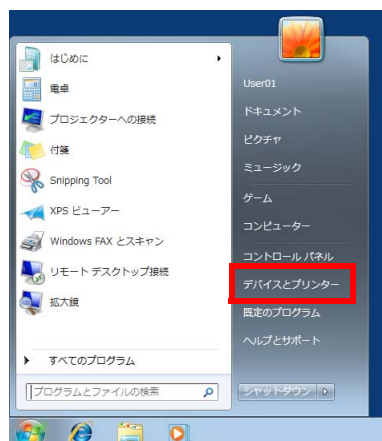 はじめに
電卓
プロジェクターへの接続
付箋
Snipping Tool
XPS ビューアー
Windows FAX とスキャン
リモート デスクトップ接続
拡大鏡
すべてのプログラム
プログラムとファイルの検索
User01
ドキュメント
ピクチャ
ミュージック
ゲーム
コンピューター
コントロール パネル
デバイスとプリンター
既定のプログラム
ヘルプとサポート
シャットダウン